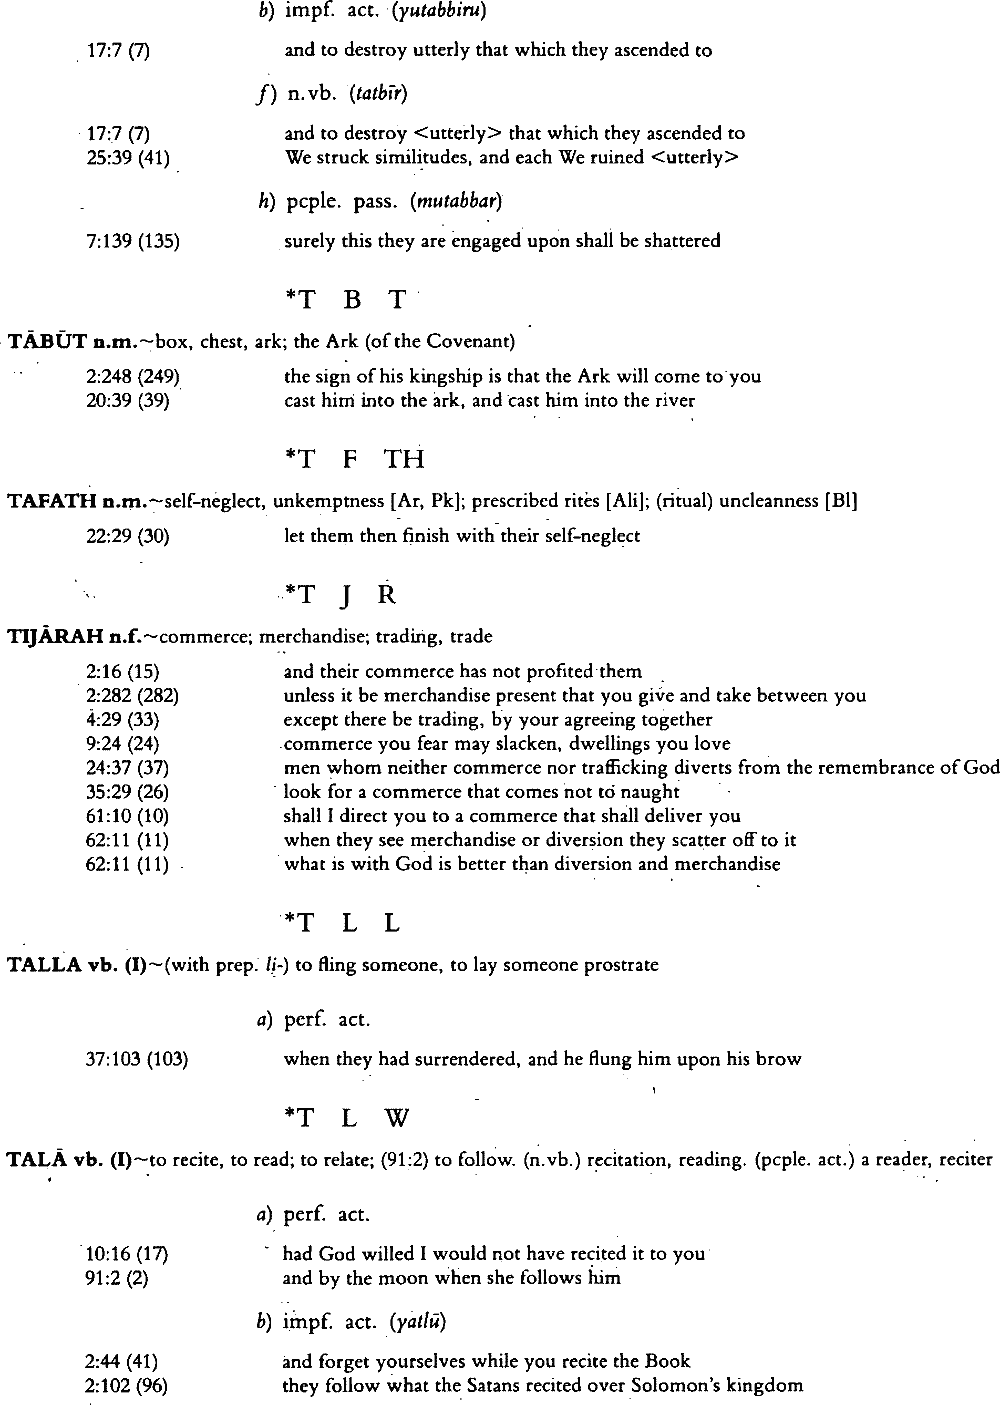 b) impf. act. (yutabbiru)
17:7 (7) and to destroy utterly that which they ascended to
f) n.vb. (tatbīr)
17:7 (7) and to destroy <utterly> that which they ascended to
25:39 (41) We struck similitudes, and each We ruined <utterly>
h) pcple. pass. (mutabbar)
7:139 (135) surely this they are engaged upon shall be shattered
*T B T
TĀBŪT n.m.~box, chest, ark; the Ark (of the Covenant)
2:248 (249) the sign of his kingship is that the Ark will come to you
20:39 (39) cast him into the ark, and cast him into the river
*T F TH
TAFATH n.m.~self-neglect, unkemptness [Ar, Pk]; prescribed rites [Ali]; (ritual) uncleanness [Bl]
22:29 (30) let them then finish with their self-neglect
*T J R
TIJĀRAH n.f.~commerce; merchandise; trading, trade
2:16 (15) and their commerce has not profited them
2:282 (282) unless it be merchandise present that you give and take between you
4:29 (33) except there be trading, by your agreeing together
9:24 (24) commerce you fear may slacken, dwellings you love
24:37 (37) men whom neither commerce nor trafficking diverts from the remembrance of God
35:29 (26) look for a commerce that comes not to naught
61:10 (10) shall I direct you to a commerce that shall deliver you
62:11 (11) when they see merchandise or diversion they scatter off to it
62:11 (11) what is with God is better than diversion and merchandise
*T L L
TALLA vb. (I)~(with prep. li-) to fling someone, to lay someone prostrate
a) perf. act.
37:103 (103) when they had surrendered, and he flung him upon his brow
*T L W
TALĀ vb. (I)~to recite, to read; to relate; (91:2) to follow. (n.vb.) recitation, reading. (pcple. act.) a reader, reciter
a) perf. act.
10:16 (17) had God willed I would not have recited it to you
91:2 (2) and by the moon when she follows him
b) impf. act. (yatlū)
2:44 (41) and forget yourselves while you recite the Book
2:102 (96) they follow what the Satans recited over Solomon's kingdom